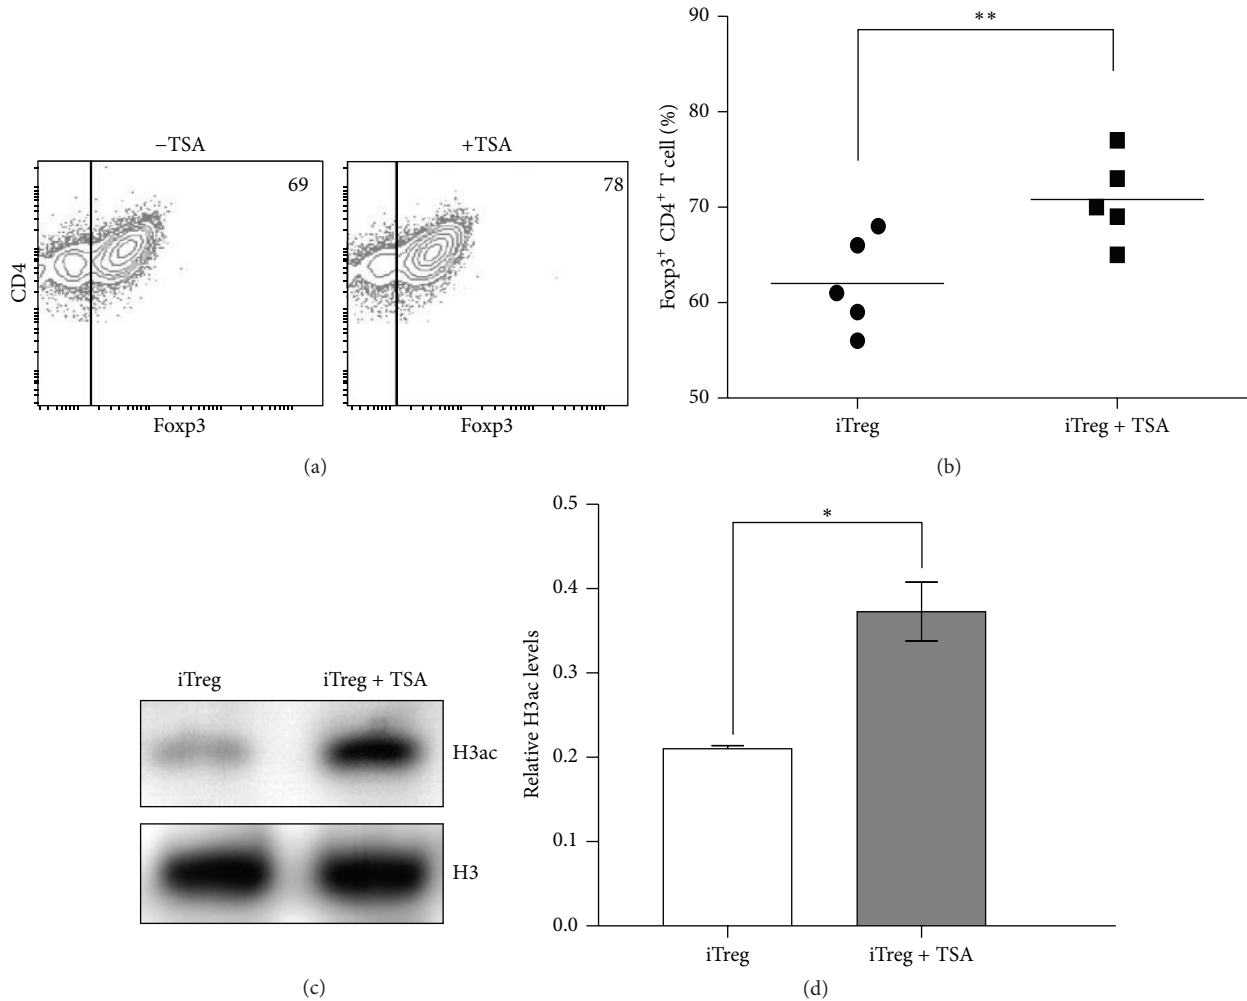 −TSA
+TSA
69
78
CD4
Foxp3
Foxp3
(a)
**
90
80
70
60
50
Foxp3⁺ CD4⁺ T cell (%)
iTreg
iTreg + TSA
(b)
iTreg
iTreg + TSA
H3ac
H3
(c)
*
0.5
0.4
0.3
0.2
0.1
0.0
Relative H3ac levels
iTreg
iTreg + TSA
(d)